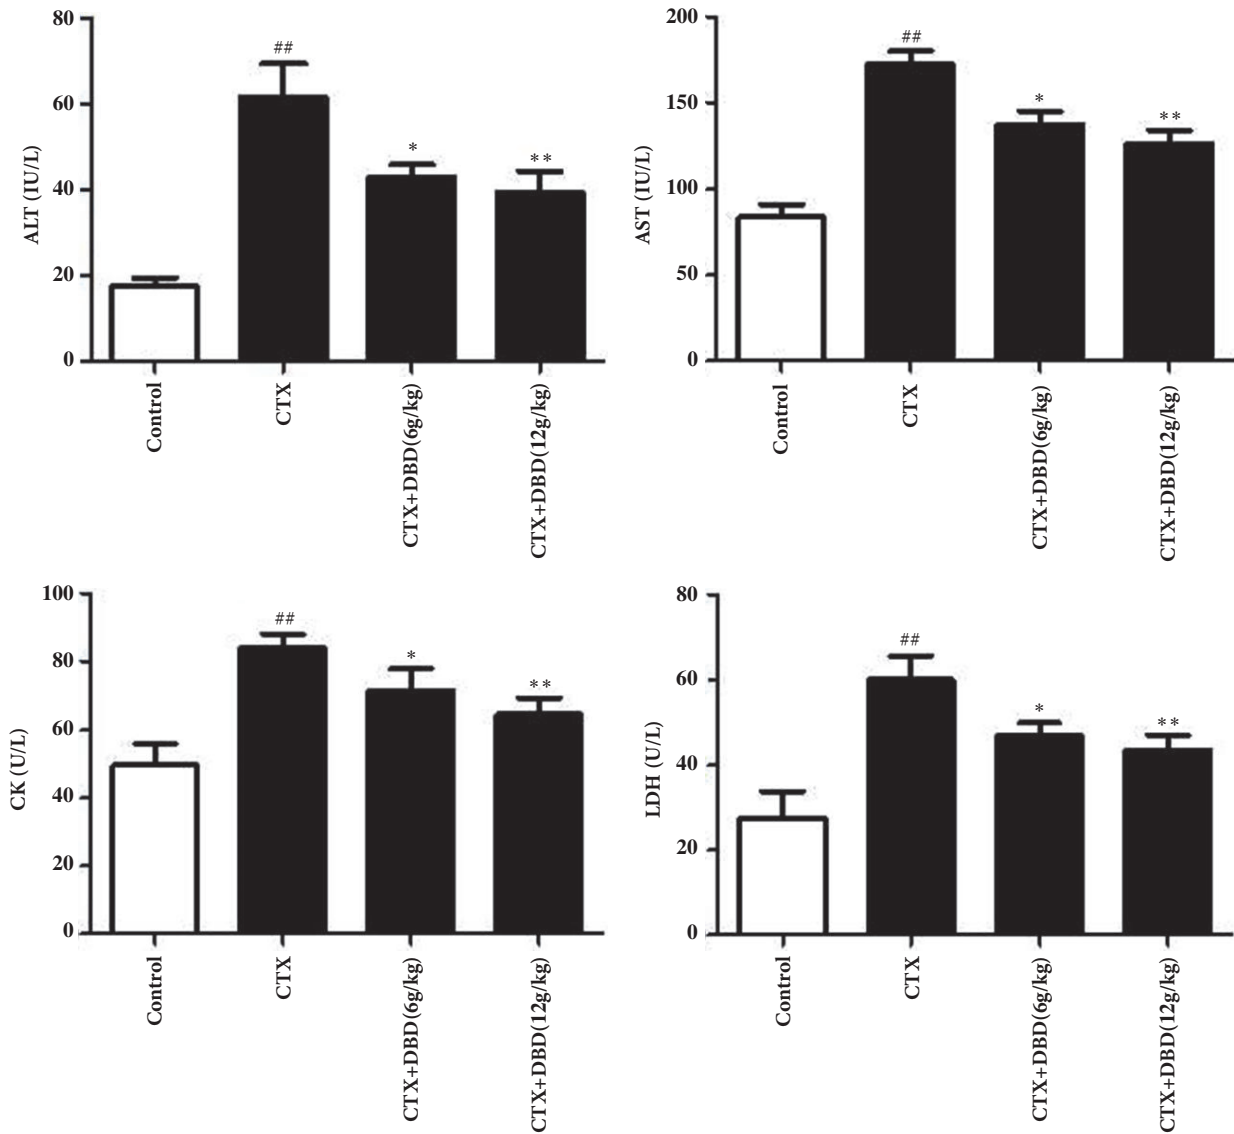 80
60
40
20
0
ALT (IU/L)
##
*
**
Control
CTX
CTX+DBD(6g/kg)
CTX+DBD(12g/kg)
200
150
100
50
0
AST (IU/L)
##
*
**
Control
CTX
CTX+DBD(6g/kg)
CTX+DBD(12g/kg)
100
80
60
40
20
0
CK (U/L)
##
*
**
Control
CTX
CTX+DBD(6g/kg)
CTX+DBD(12g/kg)
80
60
40
20
0
LDH (U/L)
##
*
**
Control
CTX
CTX+DBD(6g/kg)
CTX+DBD(12g/kg)